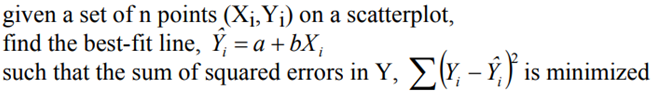 given a set of n points (Xᵢ,Yᵢ) on a scatterplot,
find the best-fit line, Ŷᵢ = a + bXᵢ
such that the sum of squared errors in Y, ∑(Yᵢ − Ŷᵢ)² is minimized